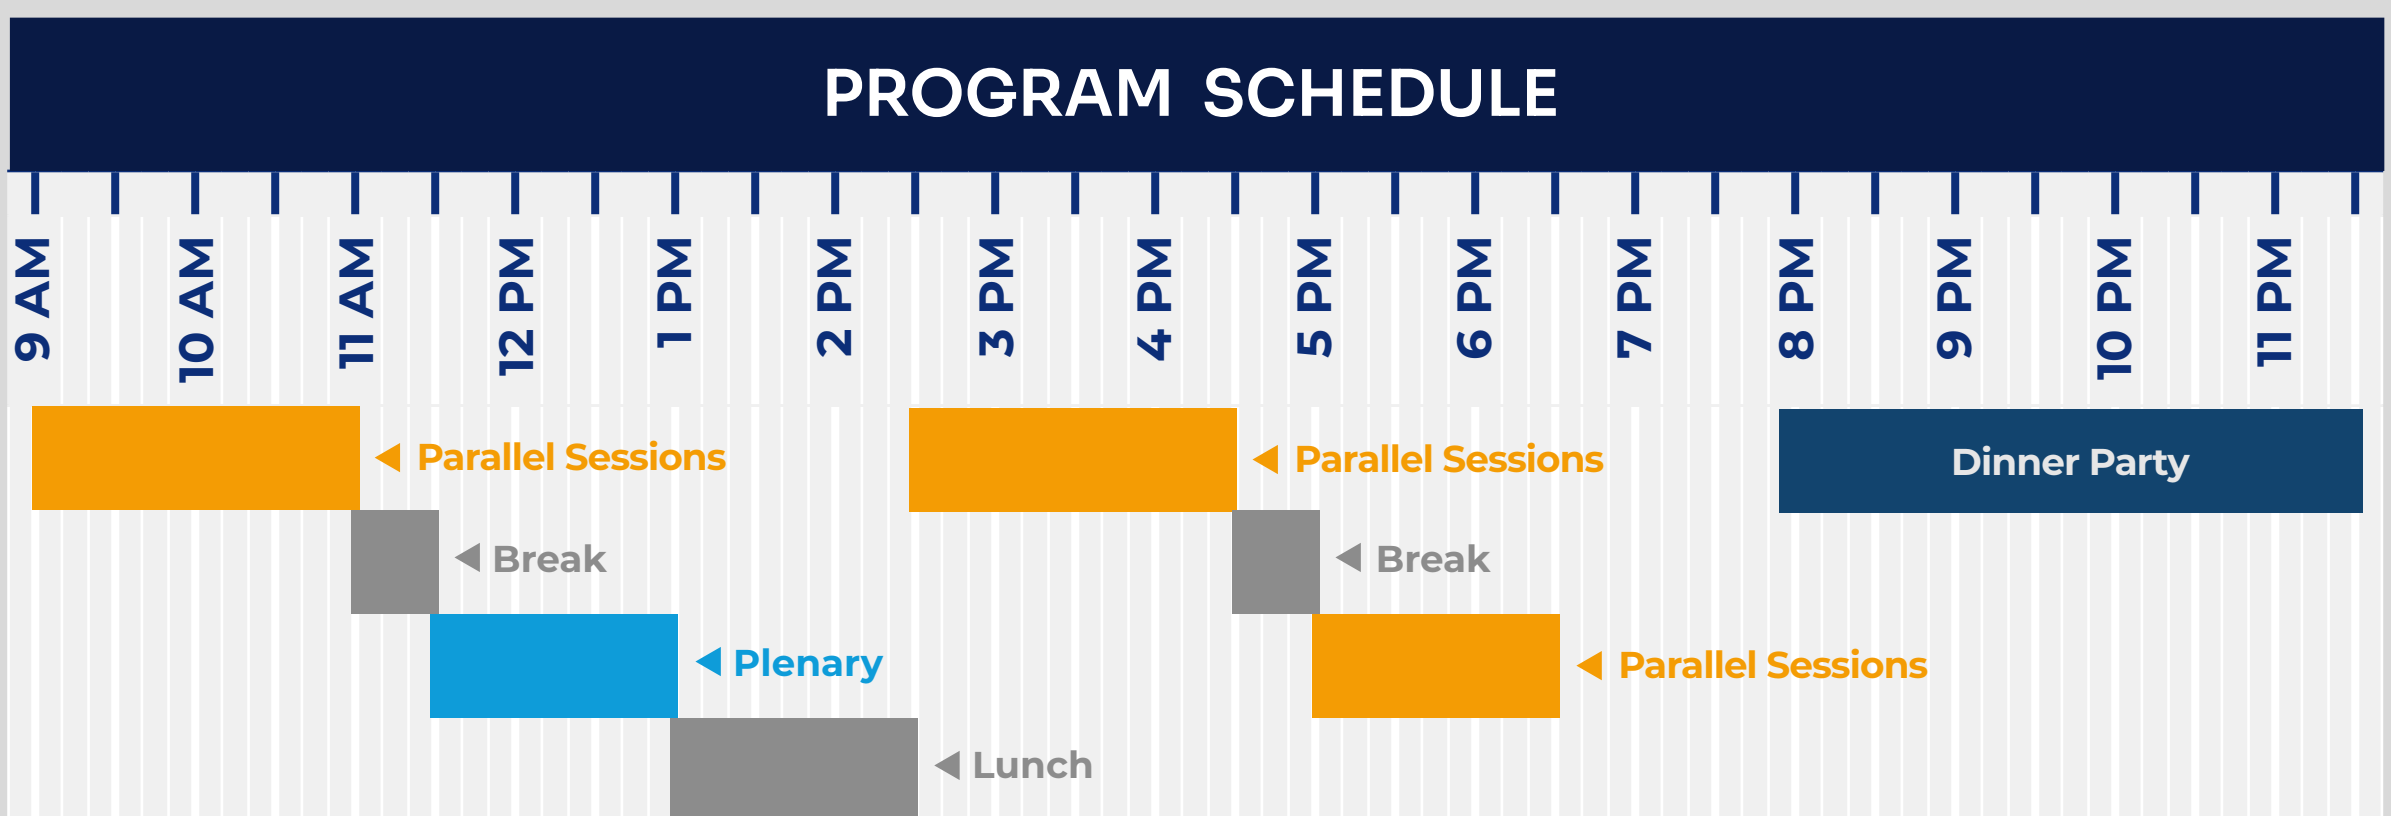 PROGRAM SCHEDULE
9 AM
10 AM
11 AM
12 PM
1 PM
2 PM
3 PM
4 PM
5 PM
6 PM
7 PM
8 PM
9 PM
10 PM
11 PM
Parallel Sessions
Parallel Sessions
Dinner Party
Break
Break
Plenary
Parallel Sessions
Lunch